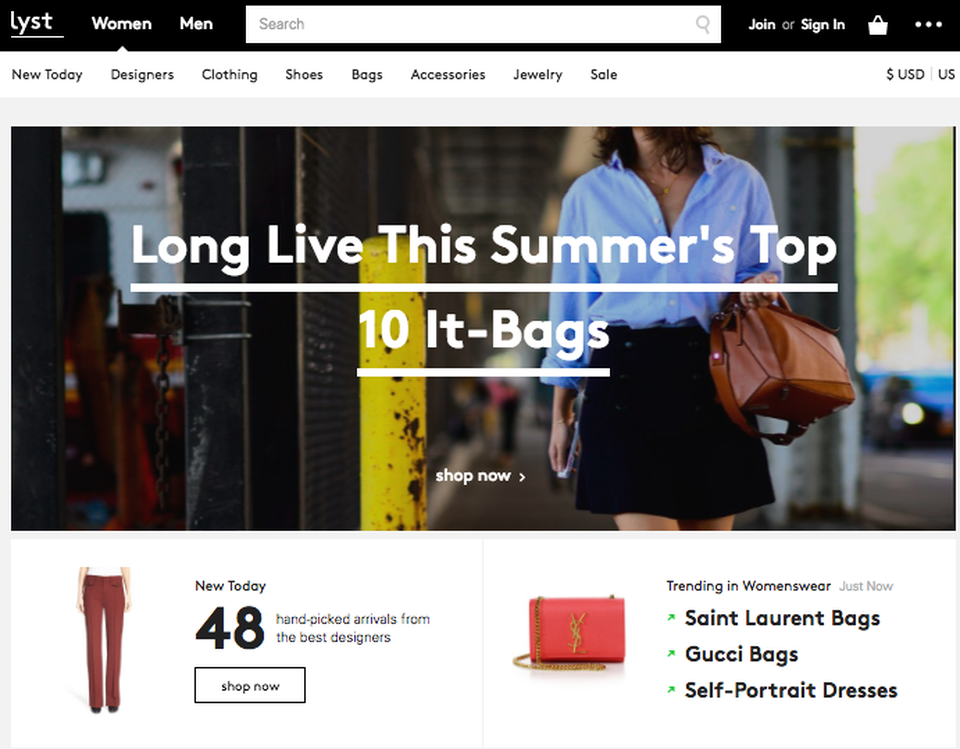 lyst
Women
Men
Search
Join or Sign In
New Today
Designers
Clothing
Shoes
Bags
Accessories
Jewelry
Sale
$ USD
US
Long Live This Summer's Top
10 It-Bags
shop now ›
New Today
48
hand-picked arrivals from
the best designers
shop now
Trending in Womenswear Just Now
Saint Laurent Bags
Gucci Bags
Self-Portrait Dresses